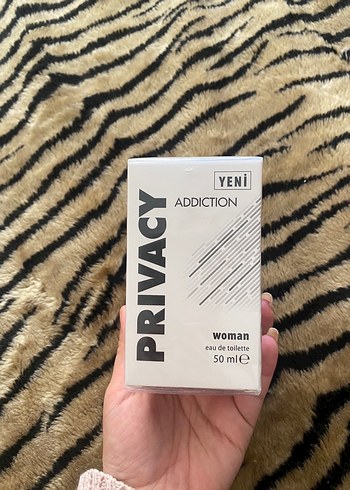 YENİ
ADDICTION
PRIVACY
woman
eau de toilette
50 ml ℮